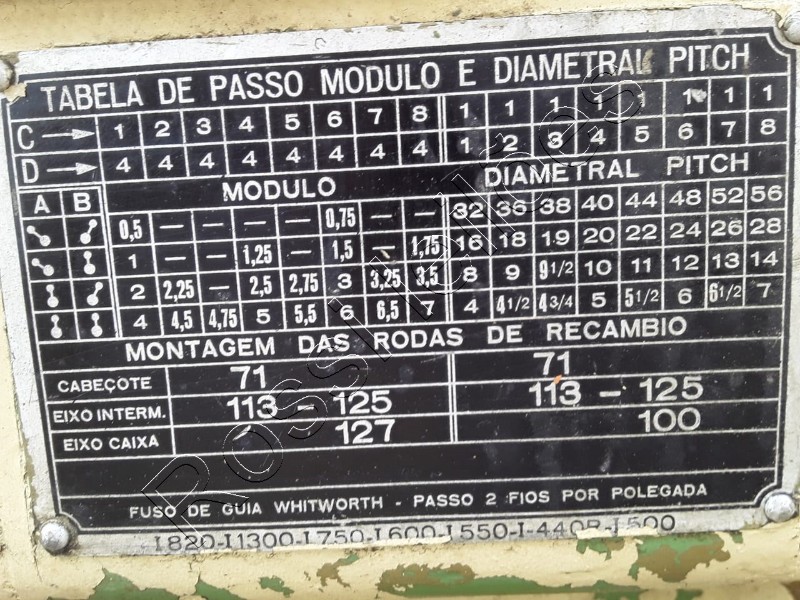 TABELA DE PASSO MODULO E DIAMETRAL PITCH
C → 1 2 3 4 5 6 7 8 1 1 1 1 1 1 1 1
D → 4 4 4 4 4 4 4 4 1 2 3 4 5 6 7 8
A B MODULO DIAMETRAL PITCH
0,5 — — — — 0,75 — — 32 36 38 40 44 48 52 56
1 — — 1,25 — 1,5 — 1,75 16 18 19 20 22 24 26 28
2 2,25 — 2,5 2,75 3 3,25 3,5 8 9 9 1/2 10 11 12 13 14
4 4,5 4,75 5 5,5 6 6,5 7 4 4 1/2 4 3/4 5 5 1/2 6 6 1/2 7
MONTAGEM DAS RODAS DE RECAMBIO
CABEÇOTE 71 71
EIXO INTERM. 113 - 125 113 - 125
EIXO CAIXA 127 100
FUSO DE GUIA WHITWORTH - PASSO 2 FIOS POR POLEGADA
I 820-I1300-I 750-I 600-I 550-I-440B-I 500
Rossi Leilões